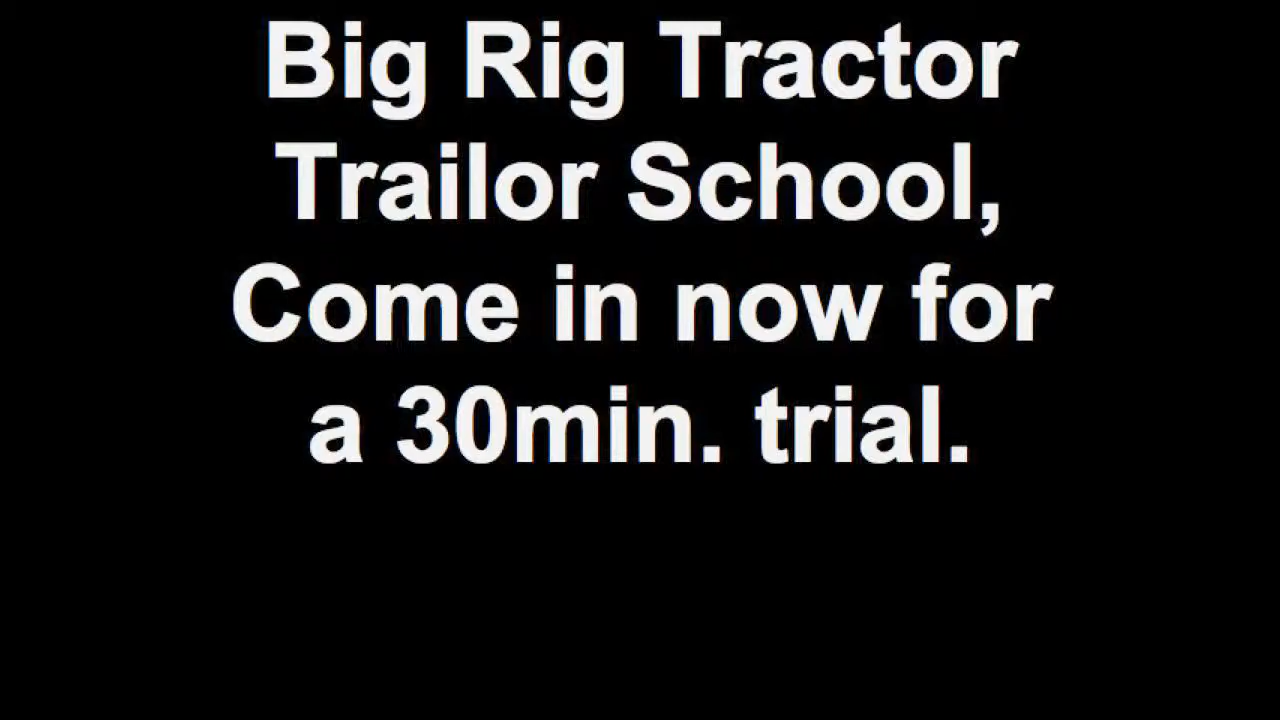 Big Rig Tractor
Trailor School,
Come in now for
a 30min. trial.